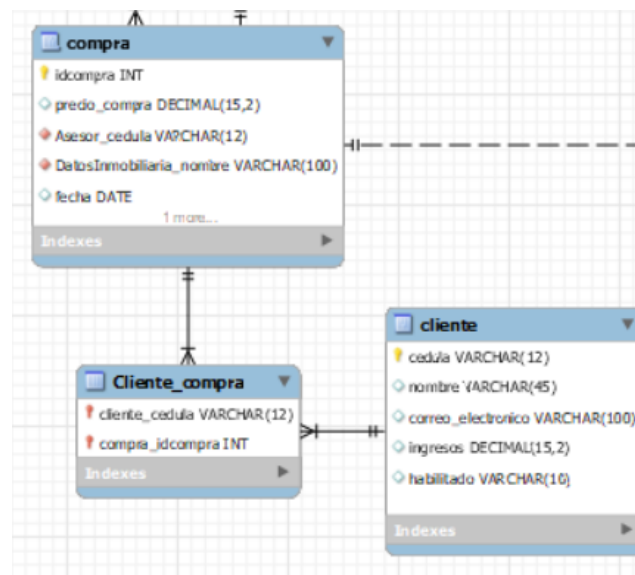 compra
idcompra INT
precio_compra DECIMAL(15,2)
Asesor_cedula VARCHAR(12)
DatosInmobiliaria_nombre VARCHAR(100)
fecha DATE
1 more...
Indexes
Cliente_compra
cliente_cedula VARCHAR(12)
compra_idcompra INT
Indexes
cliente
cedula VARCHAR(12)
nombre VARCHAR(45)
correo_electronico VARCHAR(100)
ingresos DECIMAL(15,2)
habilitado VARCHAR(10)
Indexes